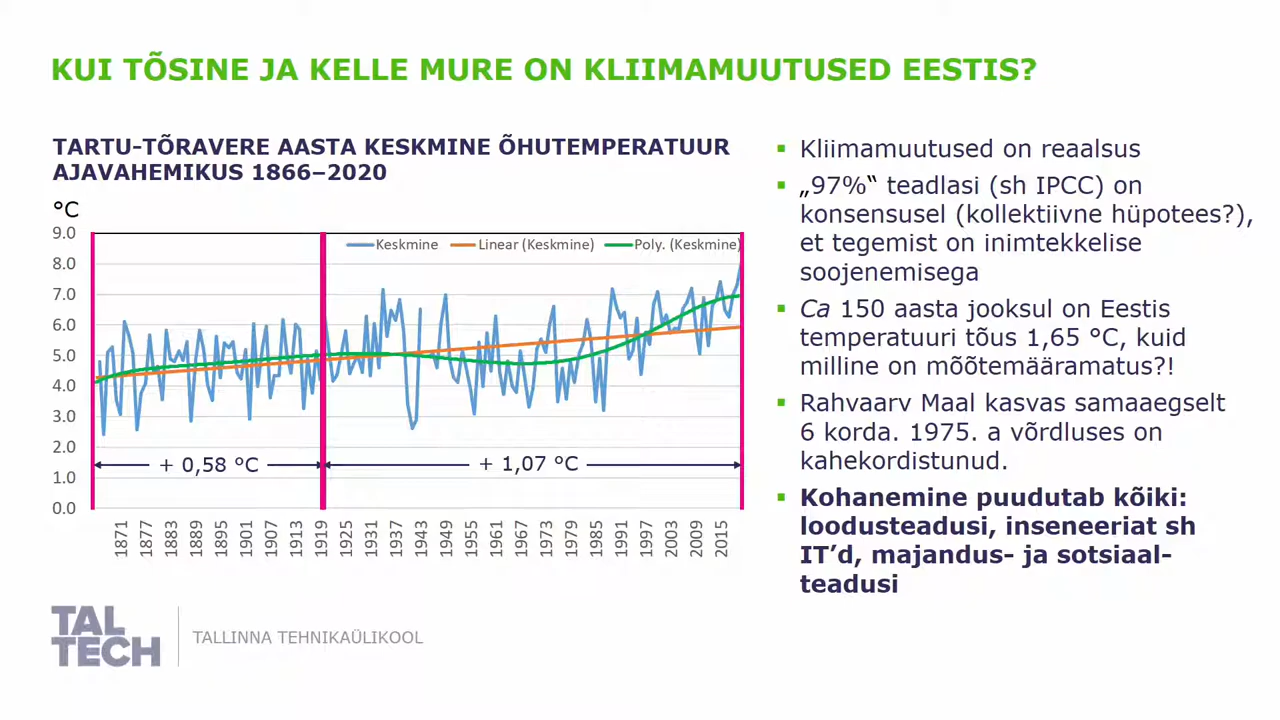 KUI TÕSINE JA KELLE MURE ON KLIIMAMUUTUSED EESTIS?
TARTU-TÕRAVERE AASTA KESKMINE ÕHUTEMPERATUUR
AJAVAHEMIKUS 1866–2020
°C
9.0
8.0
7.0
6.0
5.0
4.0
3.0
2.0
1.0
0.0
Keskmine
Linear (Keskmine)
Poly. (Keskmine)
+ 0,58 °C
+ 1,07 °C
1871
1877
1883
1889
1895
1901
1907
1913
1919
1925
1931
1937
1943
1949
1955
1961
1967
1973
1979
1985
1991
1997
2003
2009
2015
Kliimamuutused on reaalsus
„97%“ teadlasi (sh IPCC) on
konsensusel (kollektiivne hüpotees?),
et tegemist on inimtekkelise
soojenemisega
Ca 150 aasta jooksul on Eestis
temperatuuri tõus 1,65 °C, kuid
milline on mõõtemääramatus?!
Rahvaarv Maal kasvas samaaegselt
6 korda. 1975. a võrdluses on
kahekordistunud.
Kohanemine puudutab kõiki:
loodusteadusi, inseneeriat sh
IT’d, majandus- ja sotsiaal-
teadusi
TAL
TECH
TALLINNA TEHNIKAÜLIKOOL